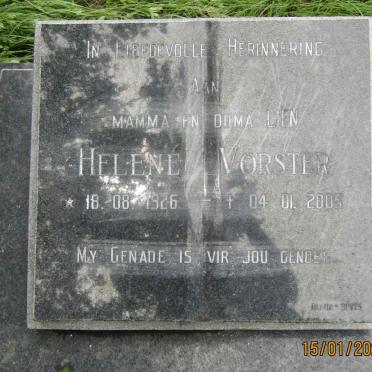 IN LIEFDEVOLLE HERINNERING
AAN
MAMMA EN OUMA LIEN
HELENE VORSTER
* 18.08.1926 = + 04.01.2005
MY GENADE IS VIR JOU GENOEG
15/01/20